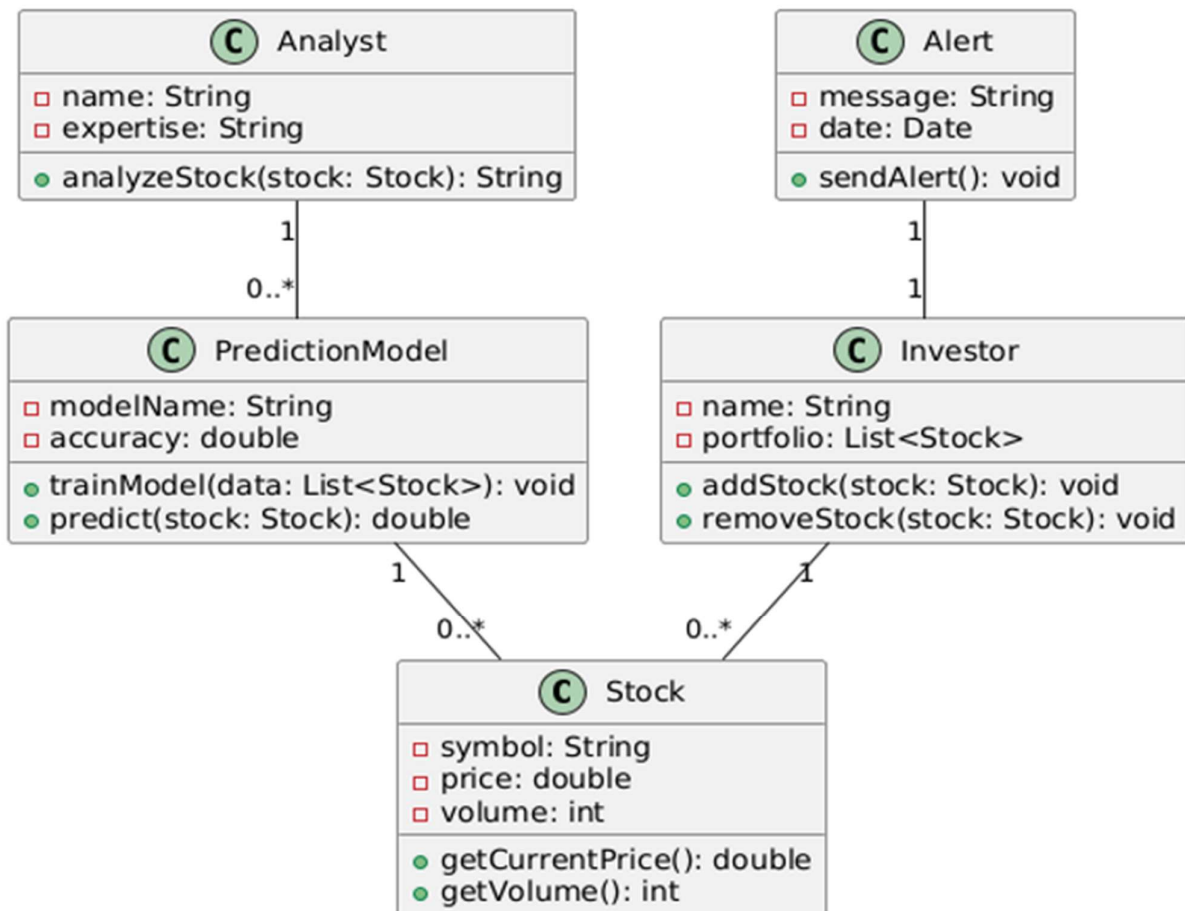 C Analyst
name: String
expertise: String
analyzeStock(stock: Stock): String
1
0..*
C Alert
message: String
date: Date
sendAlert(): void
1
1
C PredictionModel
modelName: String
accuracy: double
trainModel(data: List<Stock>): void
predict(stock: Stock): double
1
0..*
C Investor
name: String
portfolio: List<Stock>
addStock(stock: Stock): void
removeStock(stock: Stock): void
1
0..*
C Stock
symbol: String
price: double
volume: int
getCurrentPrice(): double
getVolume(): int